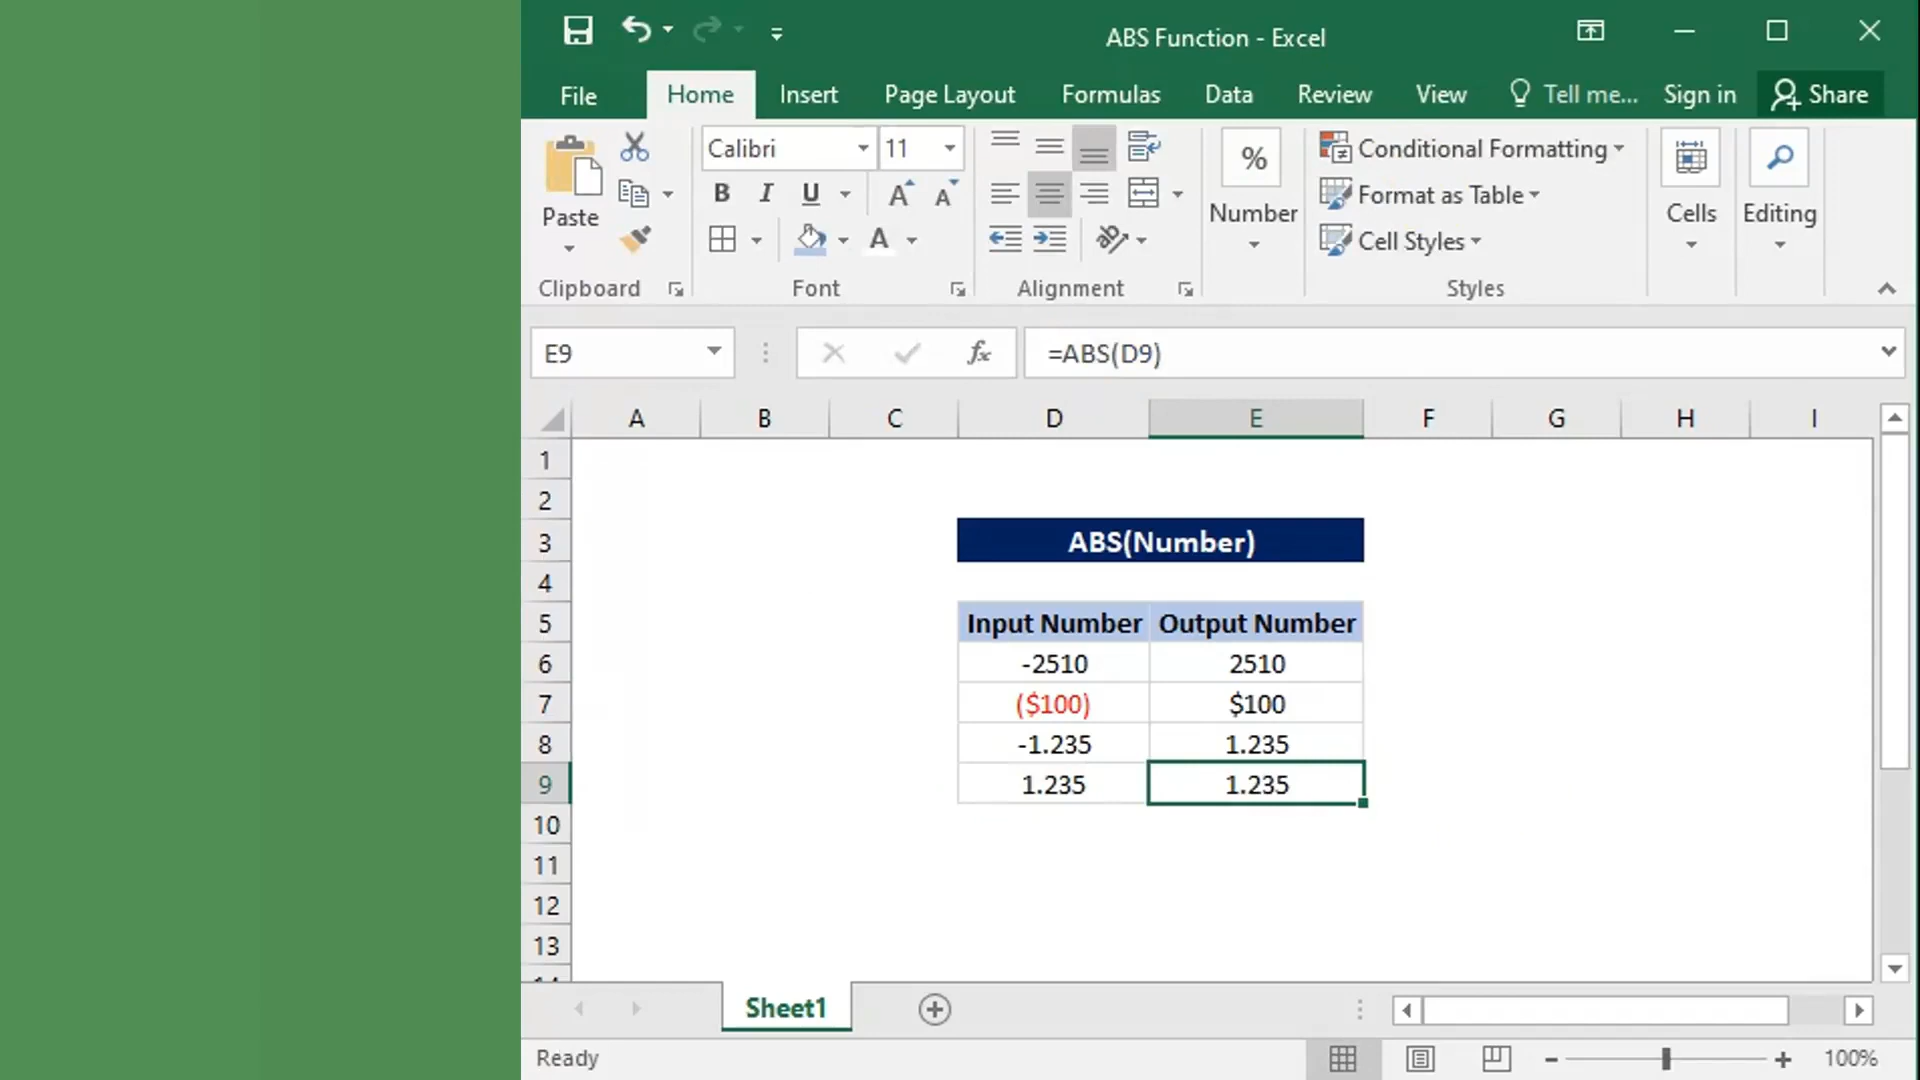 ABS Function - Excel
File Home Insert Page Layout Formulas Data Review View Tell me... Sign in Share
Calibri 11 % Conditional Formatting
B I U A A Format as Table
Paste Number Cells Editing
A Cell Styles
Clipboard Font Alignment Styles
E9 fx =ABS(D9)
A B C D E F G H I
1
2
3 ABS(Number)
4
5 Input Number Output Number
6 -2510 2510
7 ($100) $100
8 -1.235 1.235
9 1.235 1.235
10
11
12
13
Sheet1
Ready 100%